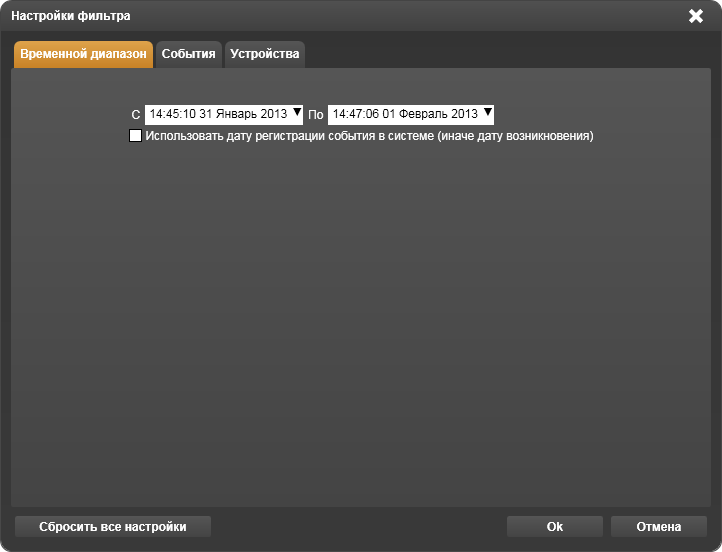 Настройки фильтра
Временной диапазон События Устройства
С 14:45:10 31 Январь 2013 По 14:47:06 01 Февраль 2013
Использовать дату регистрации события в системе (иначе дату возникновения)
Сбросить все настройки Ok Отмена